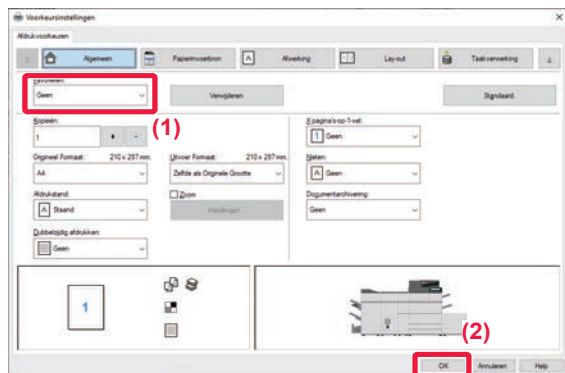 Voorkeursinstellingen
Afdrukvoorkeuren
Algemeen
Papierinvoerbron
A
Afwerking
Lay-out
Taakverwerking
Favorieten:
Geen
Verwijderen
Standaard
(1)
Kopieën:
1
+
-
X pagina's-op-1-vel:
1 Geen
Origineel Formaat:
210 x 297 mm.
Uitvoer Formaat:
210 x 297 mm.
Nieten:
A4
Zelfde als Originele Grootte
A Geen
Afdrukstand:
Zoom
Documentarchivering:
A Staand
Instellingen...
Geen
Dubbelzijdig afdrukken:
Geen
1
(2)
OK
Annuleren
Help